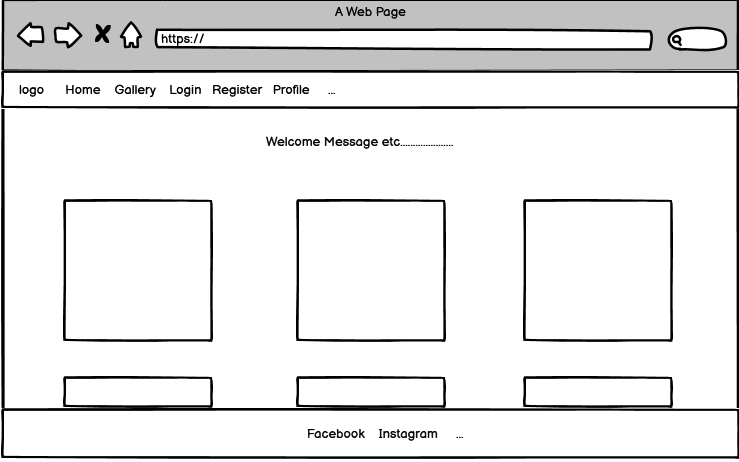 A Web Page
https://
logo Home Gallery Login Register Profile ...
Welcome Message etc.....................
Facebook Instagram ...